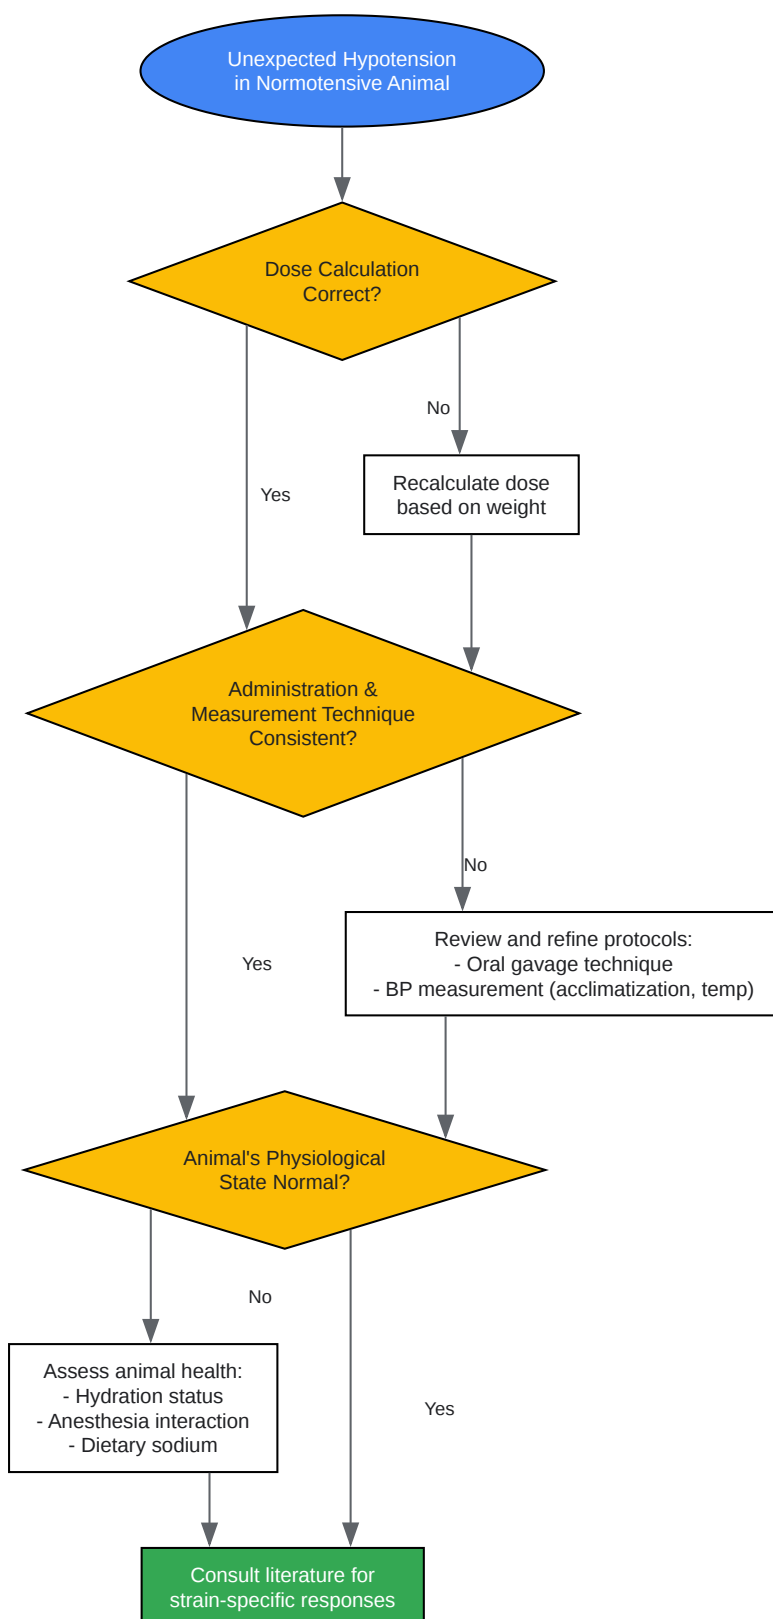 Unexpected Hypotension
in Normotensive Animal
Dose Calculation
Correct?
No
Yes
Recalculate dose
based on weight
Administration &
Measurement Technique
Consistent?
No
Yes
Review and refine protocols:
- Oral gavage technique
- BP measurement (acclimatization, temp)
Animal's Physiological
State Normal?
No
Yes
Assess animal health:
- Hydration status
- Anesthesia interaction
- Dietary sodium
Consult literature for
strain-specific responses